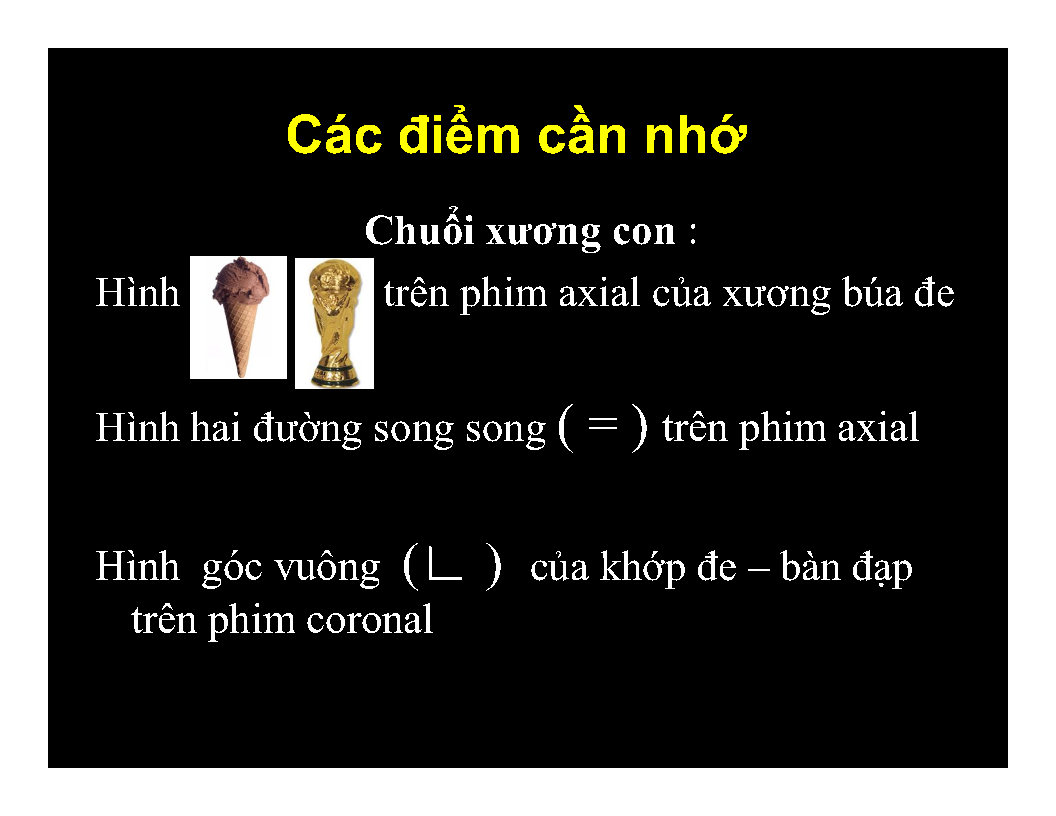 Các điểm cần nhớ
Chuổi xương con :
Hình trên phim axial của xương búa đe
Hình hai đường song song ( = ) trên phim axial
Hình góc vuông (∟ ) của khớp đe – bàn đạp
trên phim coronal